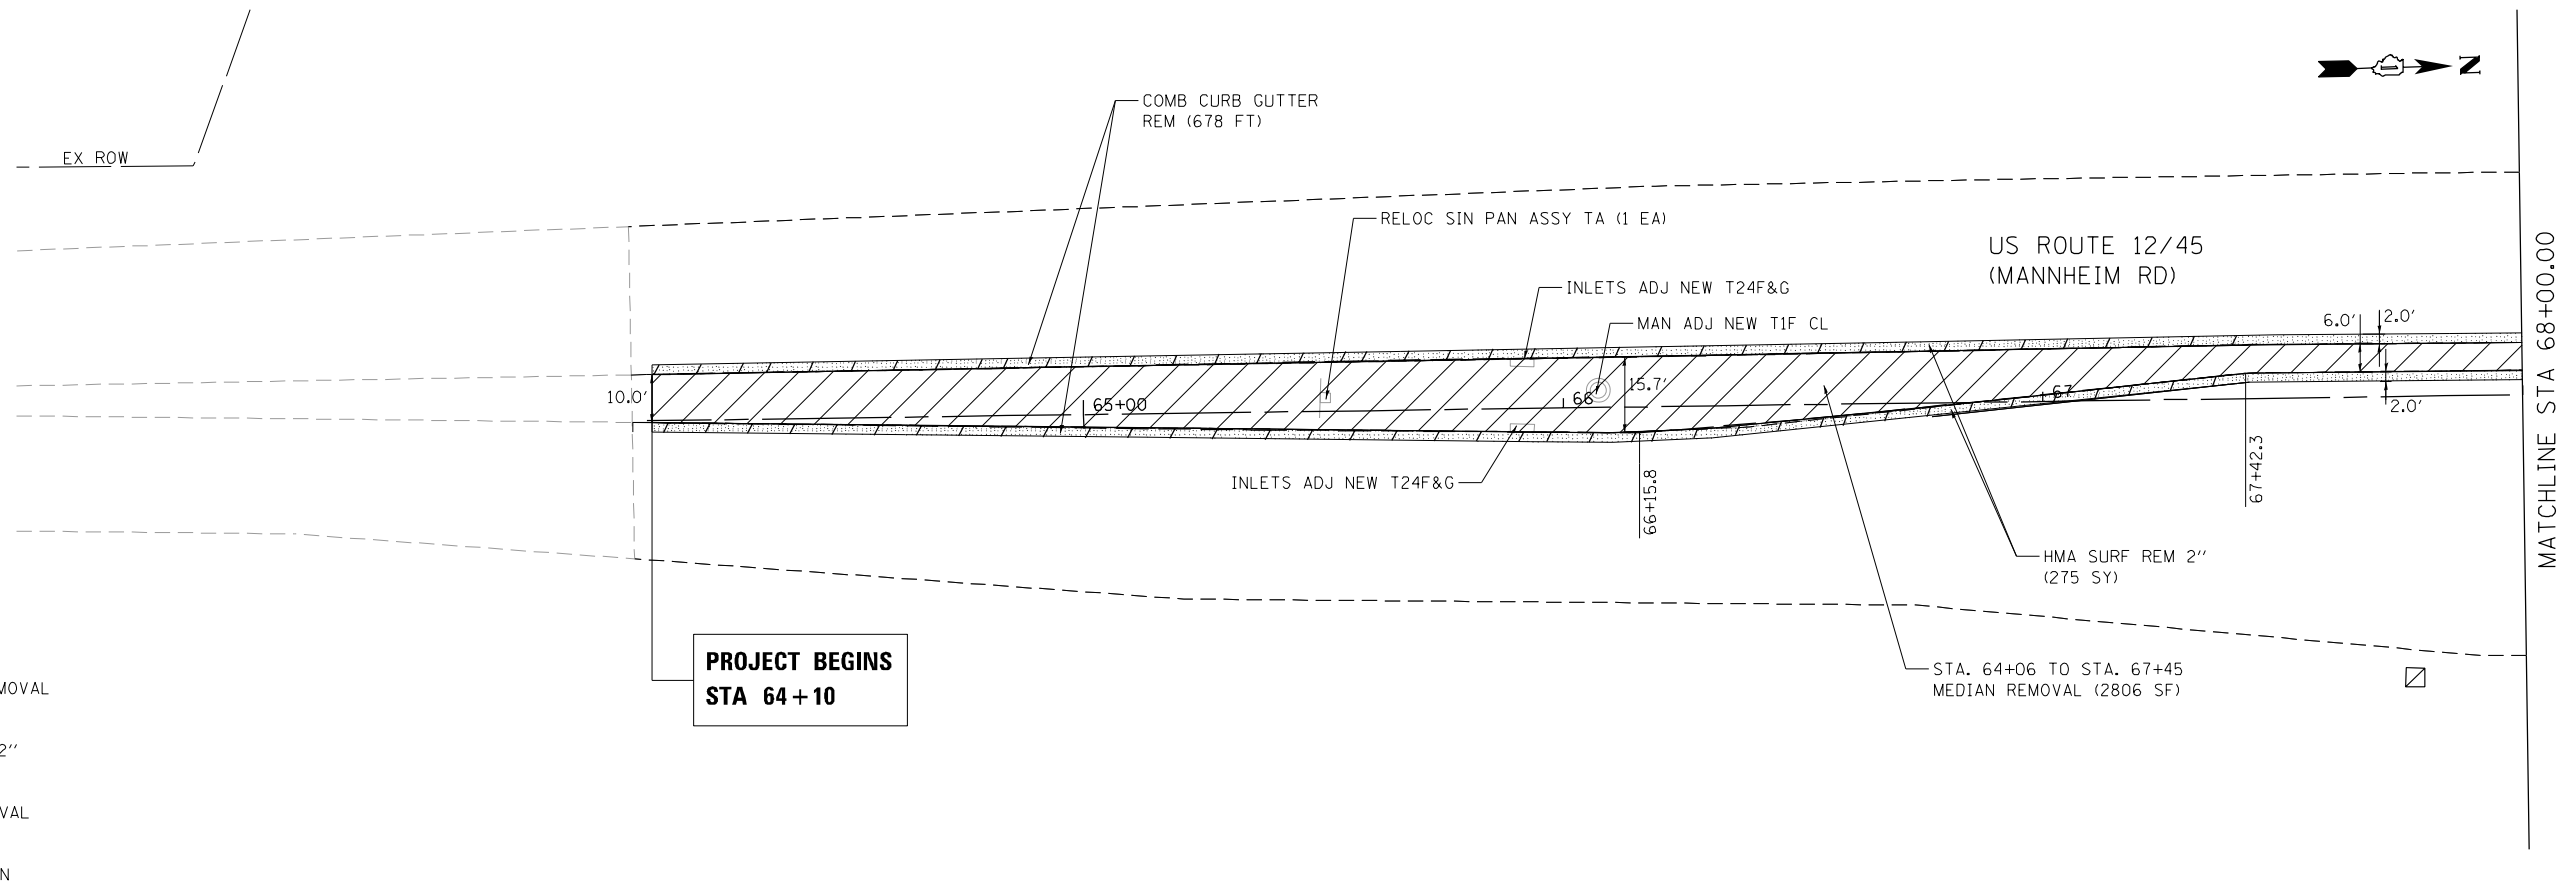 EX ROW
COMB CURB GUTTER
REM (678 FT)
N
RELOC SIN PAN ASSY TA (1 EA)
US ROUTE 12/45
(MANNHEIM RD)
INLETS ADJ NEW T24F&G
MAN ADJ NEW T1F CL
6.0'
2.0'
10.0'
65+00
66
15.7'
+67
2.0'
INLETS ADJ NEW T24F&G
66+15.8
67+42.3
MATCHLINE STA 68+00.00
HMA SURF REM 2''
(275 SY)
PROJECT BEGINS
STA 64+10
STA. 64+06 TO STA. 67+45
MEDIAN REMOVAL (2806 SF)
MOVAL
2''
VAL
N